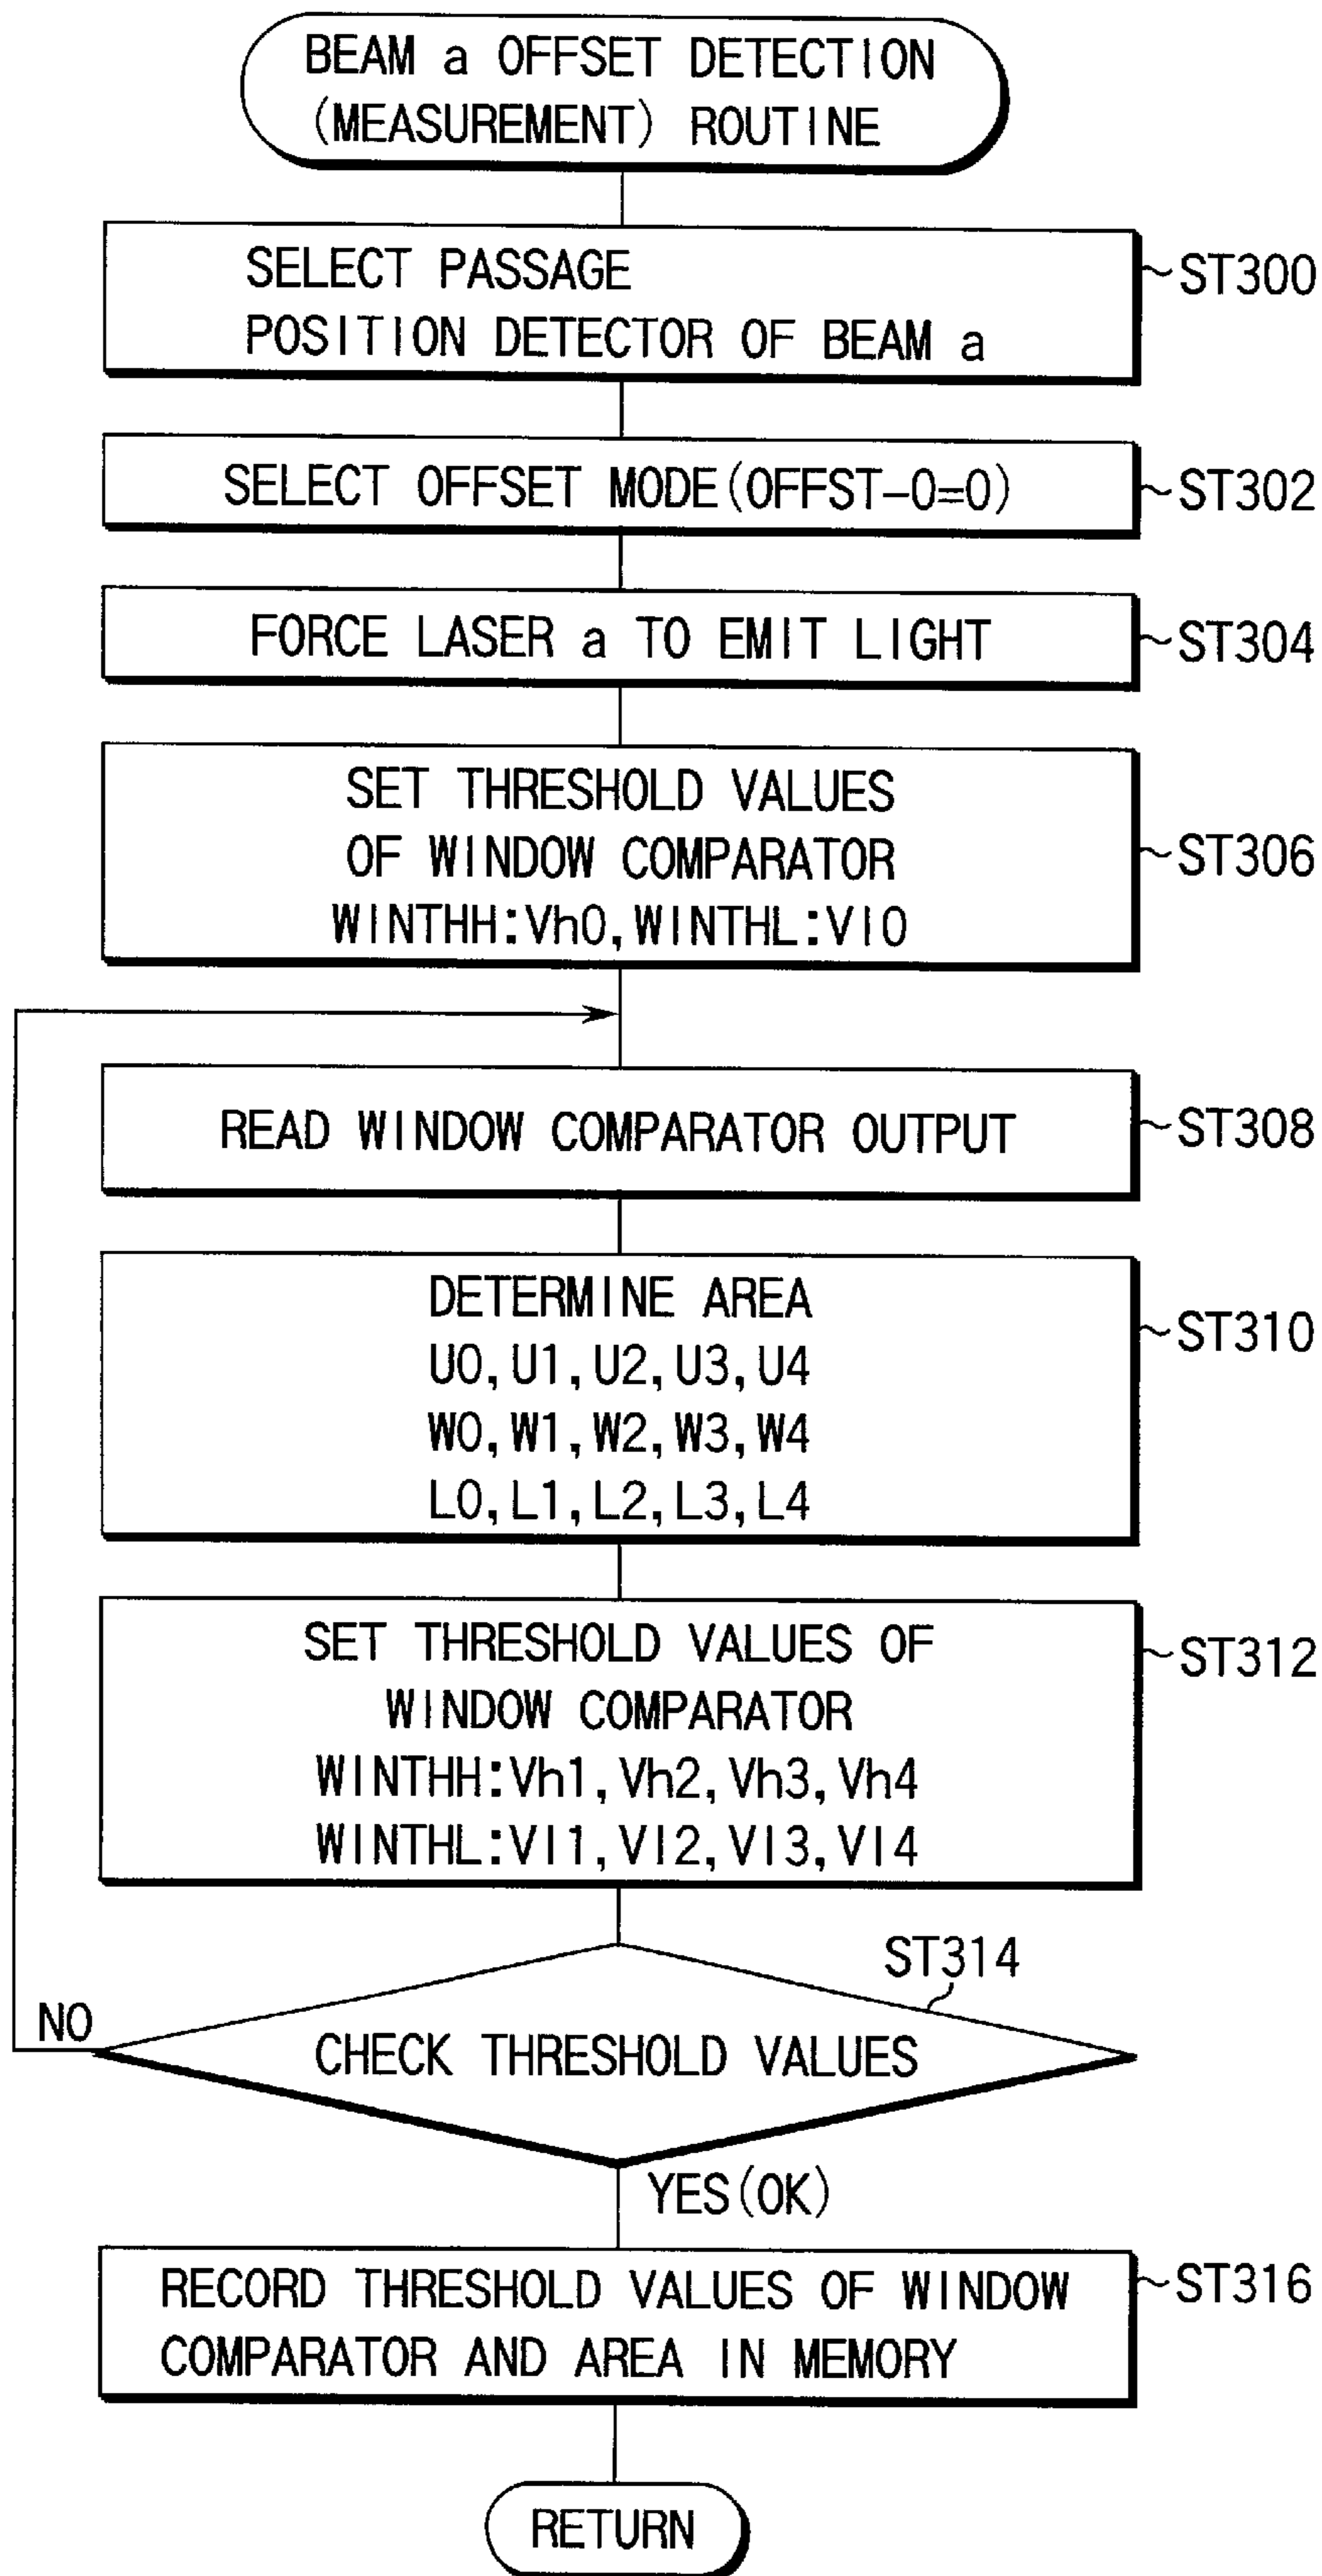 BEAM a OFFSET DETECTION
(MEASUREMENT) ROUTINE
SELECT PASSAGE
POSITION DETECTOR OF BEAM a
ST300
SELECT OFFSET MODE(OFFST-0=0)
ST302
FORCE LASER a TO EMIT LIGHT
ST304
SET THRESHOLD VALUES
OF WINDOW COMPARATOR
WINTHH:Vh0, WINTHL:Vl0
ST306
READ WINDOW COMPARATOR OUTPUT
ST308
DETERMINE AREA
U0, U1, U2, U3, U4
W0, W1, W2, W3, W4
L0, L1, L2, L3, L4
ST310
SET THRESHOLD VALUES OF
WINDOW COMPARATOR
WINTHH:Vh1, Vh2, Vh3, Vh4
WINTHL:Vl1, Vl2, Vl3, Vl4
ST312
ST314
NO
CHECK THRESHOLD VALUES
YES(OK)
RECORD THRESHOLD VALUES OF WINDOW
COMPARATOR AND AREA IN MEMORY
ST316
RETURN